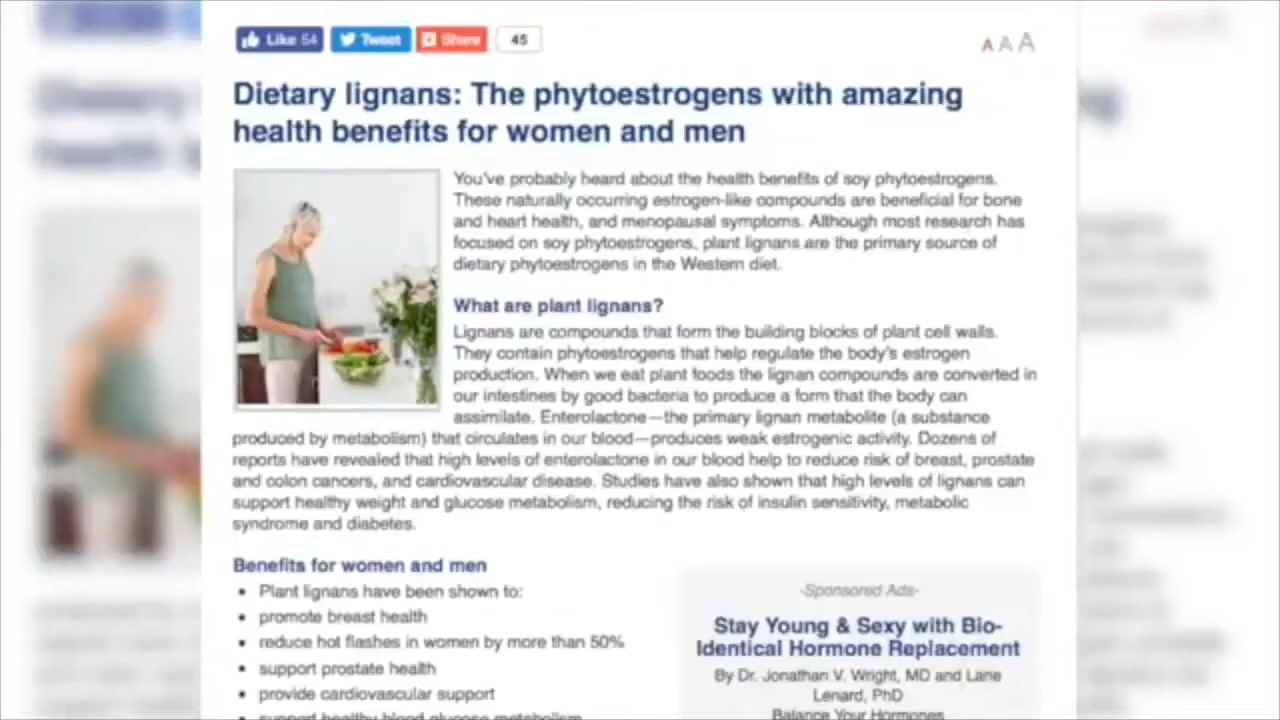 Like 54 Tweet Share 45 A A A
Dietary lignans: The phytoestrogens with amazing
health benefits for women and men
You've probably heard about the health benefits of soy phytoestrogens.
These naturally occurring estrogen-like compounds are beneficial for bone
and heart health, and menopausal symptoms. Although most research has
focused on soy phytoestrogens, plant lignans are the primary source of
dietary phytoestrogens in the Western diet.
What are plant lignans?
Lignans are compounds that form the building blocks of plant cell walls.
They contain phytoestrogens that help regulate the body's estrogen
production. When we eat plant foods the lignan compounds are converted in
our intestines by good bacteria to produce a form that the body can
assimilate. Enterolactone—the primary lignan metabolite (a substance
produced by metabolism) that circulates in our blood—produces weak estrogenic activity. Dozens of
reports have revealed that high levels of enterolactone in our blood help to reduce risk of breast, prostate
and colon cancers, and cardiovascular disease. Studies have also shown that high levels of lignans can
support healthy weight and glucose metabolism, reducing the risk of insulin sensitivity, metabolic
syndrome and diabetes.
Benefits for women and men
• Plant lignans have been shown to:
• promote breast health
• reduce hot flashes in women by more than 50%
• support prostate health
• provide cardiovascular support
support healthy blood glucose metabolism
-Sponsored Ads-
Stay Young & Sexy with Bio-
Identical Hormone Replacement
By Dr. Jonathan V. Wright, MD and Lane
Lenard, PhD
Balance Your Hormones